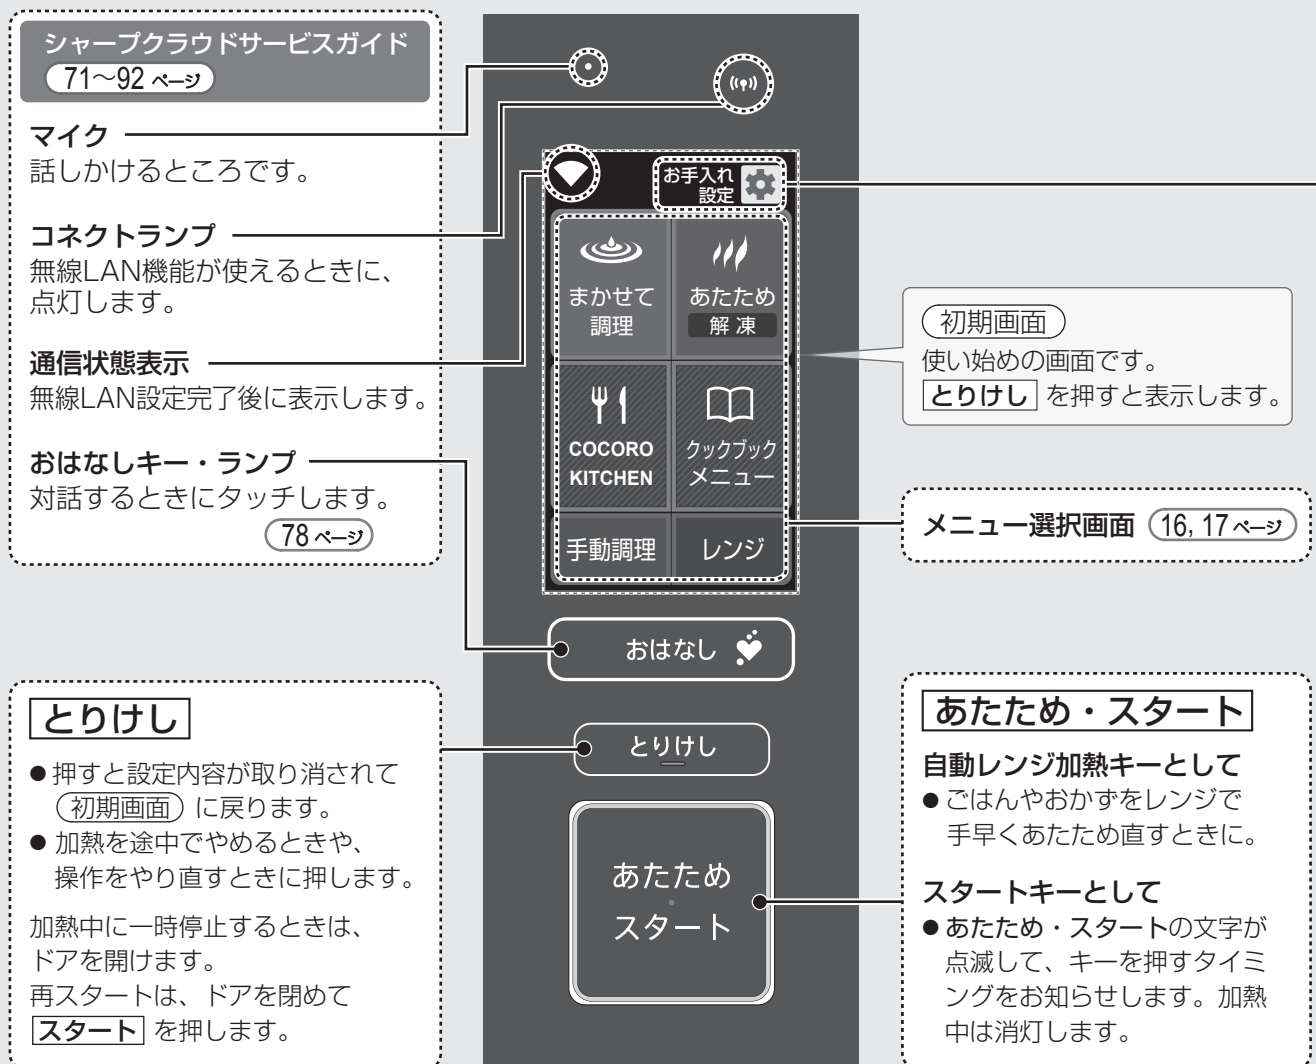 シャープクラウドサービスガイド
71〜92 ページ
マイク
話しかけるところです。
コネクトランプ
無線LAN機能が使えるときに、
点灯します。
通信状態表示
無線LAN設定完了後に表示します。
おはなしキー・ランプ
対話するときにタッチします。
78 ページ
とりけし
●押すと設定内容が取り消されて
初期画面 に戻ります。
● 加熱を途中でやめるときや、
操作をやり直すときに押します。
加熱中に一時停止するときは、
ドアを開けます。
再スタートは、ドアを閉めて
スタート を押します。
お手入れ
設定
まかせて
調理
あたため
解 凍
COCORO
KITCHEN
クックブック
メニュー
手動調理
レンジ
おはなし
とりけし
あたため
・
スタート
初期画面
使い始めの画面です。
とりけし を押すと表示します。
メニュー選択画面 16, 17 ページ
あたため・スタート
自動レンジ加熱キーとして
● ごはんやおかずをレンジで
手早くあたため直すときに。
スタートキーとして
● あたため・スタートの文字が
点滅して、キーを押すタイミ
ングをお知らせします。加熱
中は消灯します。